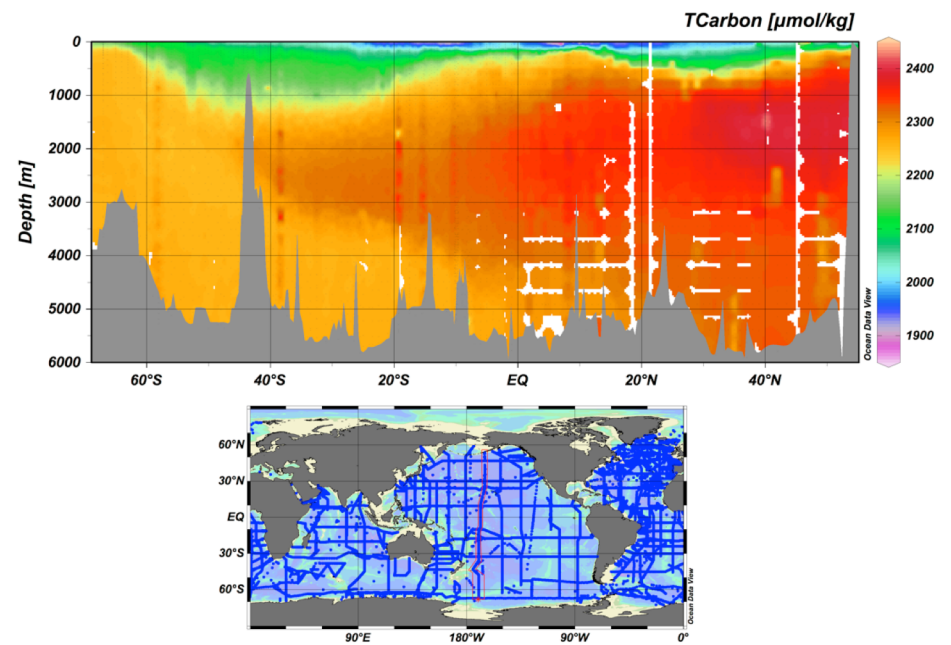 TCarbon [μmol/kg]
0
1000
2000
3000
4000
5000
6000
Depth [m]
60°S
40°S
20°S
EQ
20°N
40°N
2400
2300
2200
2100
2000
1900
Ocean Data View
60°N
30°N
EQ
30°S
60°S
90°E
180°W
90°W
0°
Ocean Data View